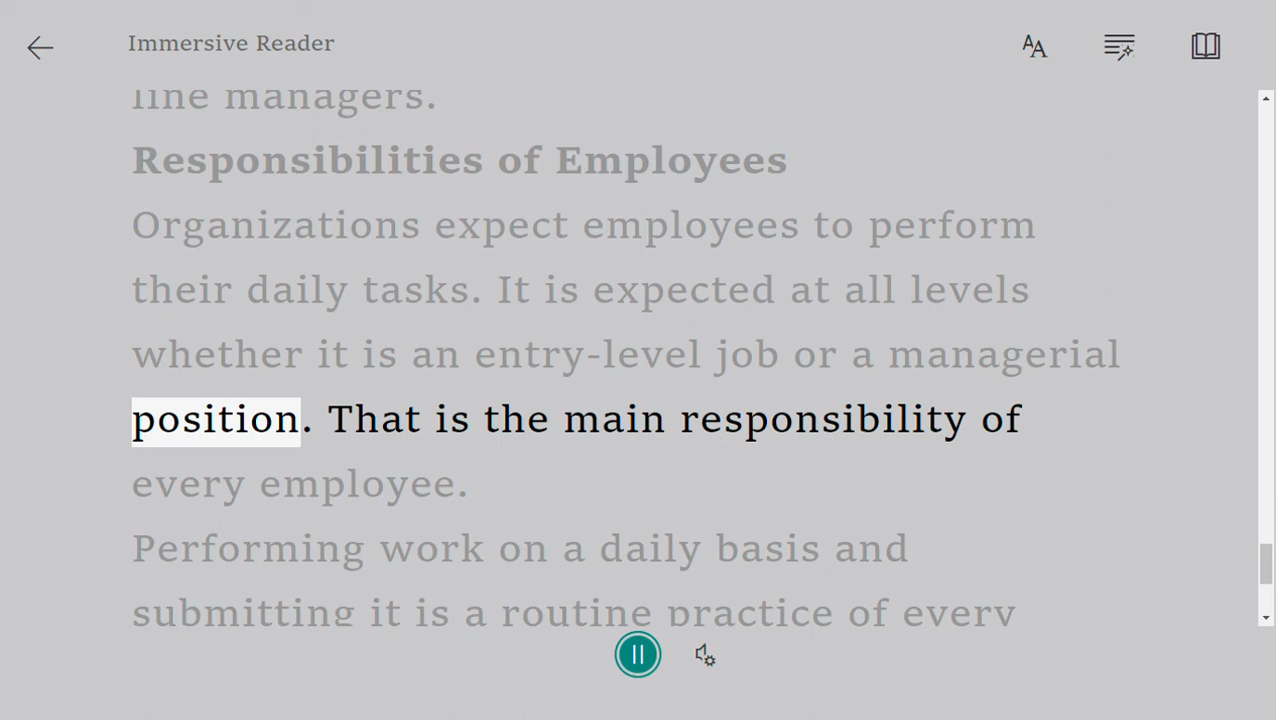 Immersive Reader
line managers.
Responsibilities of Employees
Organizations expect employees to perform
their daily tasks. It is expected at all levels
whether it is an entry-level job or a managerial
position. That is the main responsibility of
every employee.
Performing work on a daily basis and
submitting it is a routine practice of every